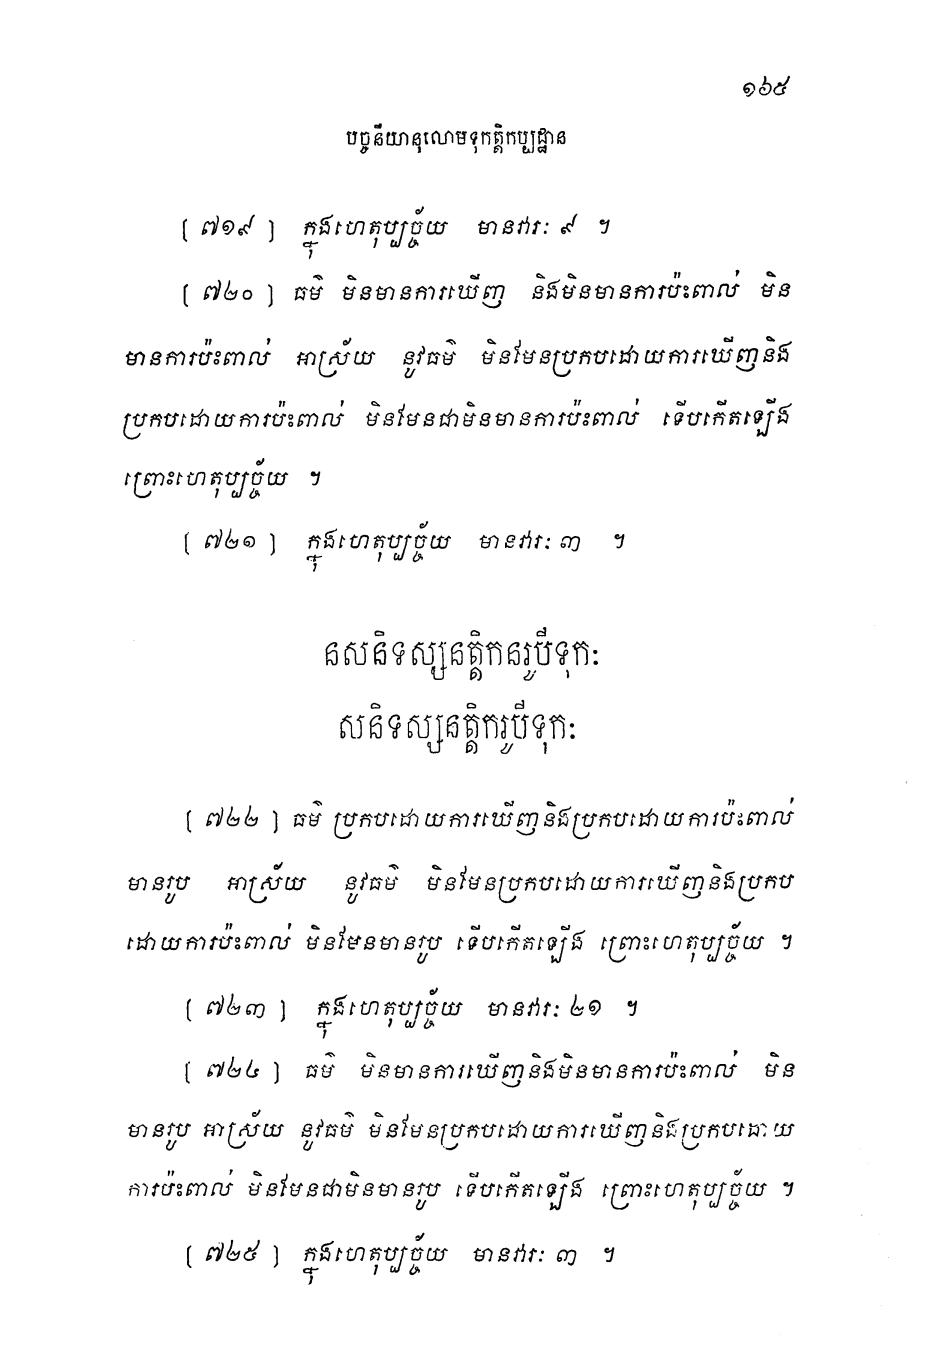 ១៦៥
បច្ចនីយានុលោមទុកត្តិកប្បដ្ឋាន
[ ៧១៩ ] ក្នុងហេតុប្បច្ច័យ មានវារៈ ៩ ។
[ ៧២០ ] ធម៌ មិនមានការឃើញ និងមិនមានការប៉ះពាល់ មិន
មានការប៉ះពាល់ អាស្រ័យ នូវធម៌ មិនមែនប្រកបដោយការឃើញនិង
ប្រកបដោយការប៉ះពាល់ មិនមែនជាមិនមានការប៉ះពាល់ ទើបកើតឡើង
ព្រោះហេតុប្បច្ច័យ ។
[ ៧២១ ] ក្នុងហេតុប្បច្ច័យ មានវារៈ ៣ ។
នសនិទស្សនត្តិកនរូបីទុកៈ
សនិទស្សនត្តិករូបីទុកៈ
[ ៧២២ ] ធម៌ ប្រកបដោយការឃើញនិងប្រកបដោយការប៉ះពាល់
មានរូប អាស្រ័យ នូវធម៌ មិនមែនប្រកបដោយការឃើញនិងប្រកប
ដោយការប៉ះពាល់ មិនមែនមានរូប ទើបកើតឡើង ព្រោះហេតុប្បច្ច័យ ។
[ ៧២៣ ] ក្នុងហេតុប្បច្ច័យ មានវារៈ ២១ ។
[ ៧២៤ ] ធម៌ មិនមានការឃើញនិងមិនមានការប៉ះពាល់ មិន
មានរូប អាស្រ័យ នូវធម៌ មិនមែនប្រកបដោយការឃើញនិងប្រកបដោយ
ការប៉ះពាល់ មិនមែនជាមិនមានរូប ទើបកើតឡើង ព្រោះហេតុប្បច្ច័យ ។
[ ៧២៥ ] ក្នុងហេតុប្បច្ច័យ មានវារៈ ៣ ។